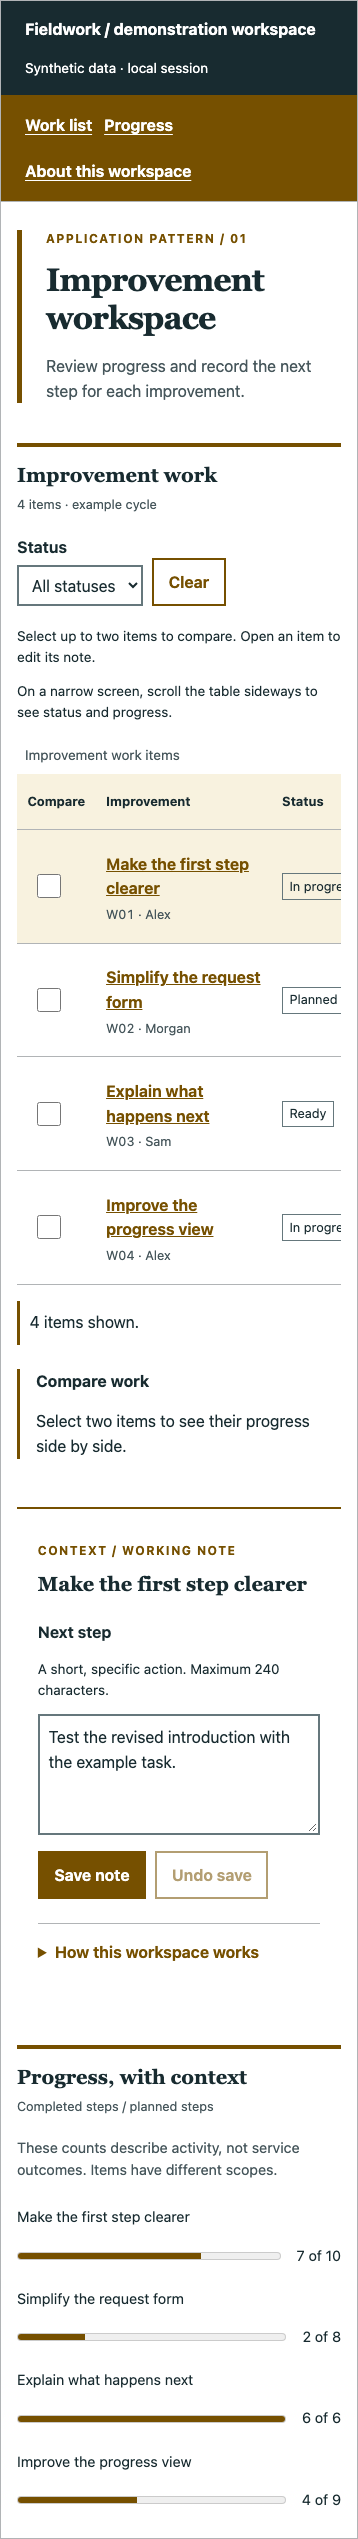 Fieldwork / demonstration workspace
Synthetic data · local session
Work list Progress
About this workspace
APPLICATION PATTERN / 01
Improvement
workspace
Review progress and record the next
step for each improvement.
Improvement work
4 items · example cycle
Status
All statuses Clear
Select up to two items to compare. Open an item to
edit its note.
On a narrow screen, scroll the table sideways to
see status and progress.
Improvement work items
Compare Improvement Status
Make the first step
clearer
W01 · Alex
In progre
Simplify the request
form
W02 · Morgan
Planned
Explain what
happens next
W03 · Sam
Ready
Improve the
progress view
W04 · Alex
In progre
4 items shown.
Compare work
Select two items to see their progress
side by side.
CONTEXT / WORKING NOTE
Make the first step clearer
Next step
A short, specific action. Maximum 240
characters.
Test the revised introduction with
the example task.
Save note Undo save
How this workspace works
Progress, with context
Completed steps / planned steps
These counts describe activity, not service
outcomes. Items have different scopes.
Make the first step clearer
7 of 10
Simplify the request form
2 of 8
Explain what happens next
6 of 6
Improve the progress view
4 of 9